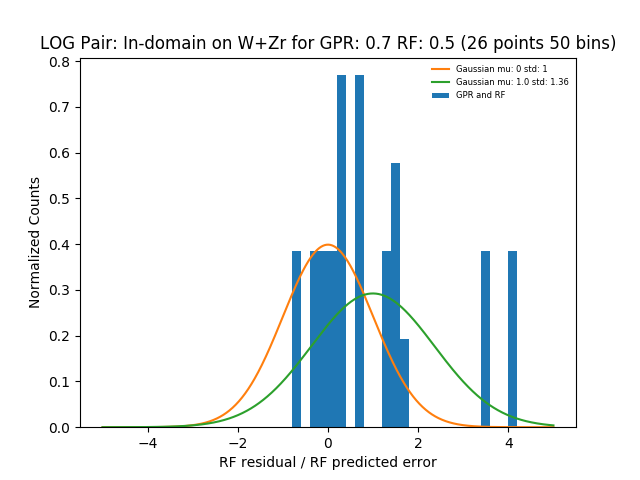 LOG Pair: In-domain on W+Zr for GPR: 0.7 RF: 0.5 (26 points 50 bins)
Gaussian mu: 0 std: 1
Gaussian mu: 1.0 std: 1.36
GPR and RF
Normalized Counts
0.8
0.7
0.6
0.5
0.4
0.3
0.2
0.1
0.0
−4
−2
0
2
4
RF residual / RF predicted error